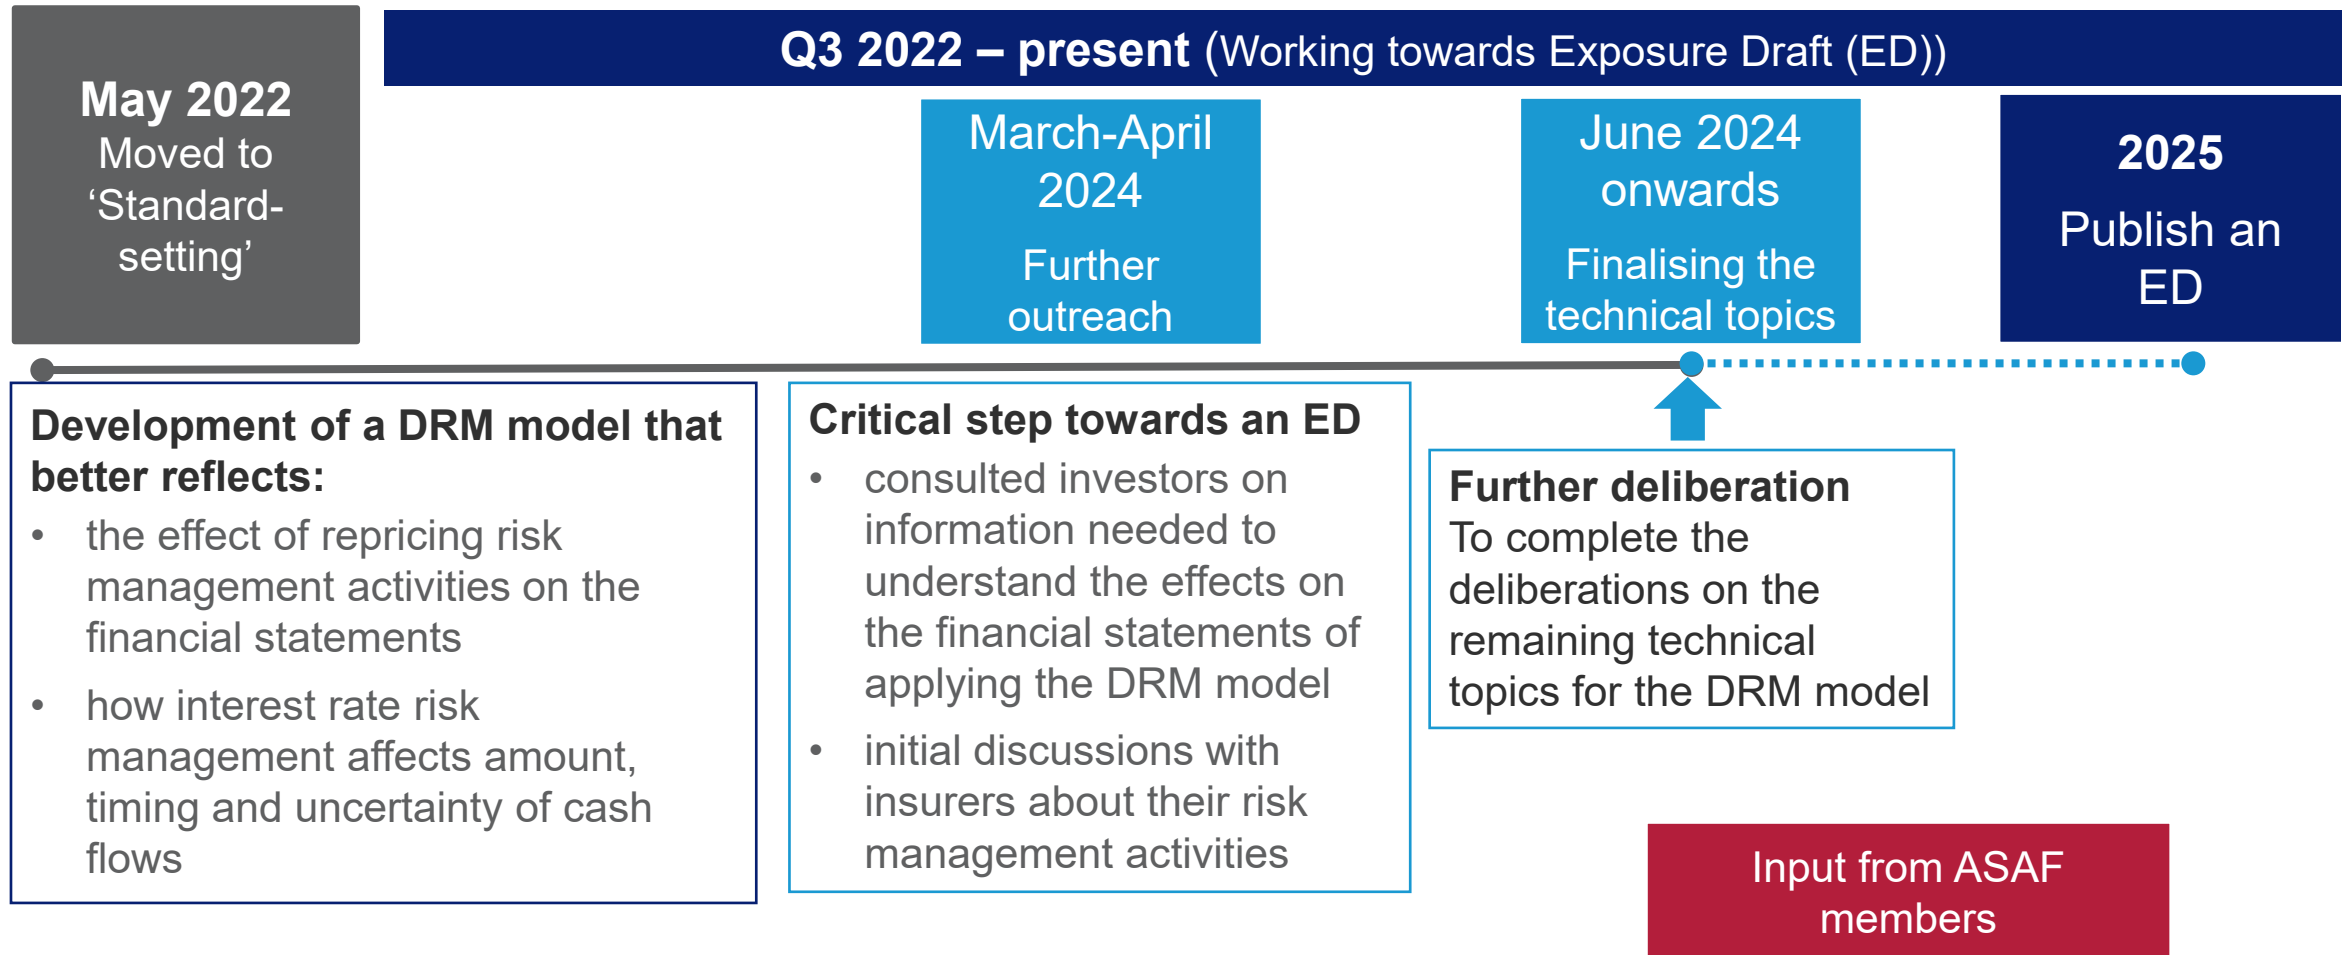 May 2022
Moved to
‘Standard-
setting’
Q3 2022 – present (Working towards Exposure Draft (ED))
March-April
2024
Further
outreach
June 2024
onwards
Finalising the
technical topics
2025
Publish an
ED
Development of a DRM model that
better reflects:
• the effect of repricing risk
management activities on the
financial statements
• how interest rate risk
management affects amount,
timing and uncertainty of cash
flows
Critical step towards an ED
• consulted investors on
information needed to
understand the effects on
the financial statements of
applying the DRM model
• initial discussions with
insurers about their risk
management activities
Further deliberation
To complete the
deliberations on the
remaining technical
topics for the DRM model
Input from ASAF
members